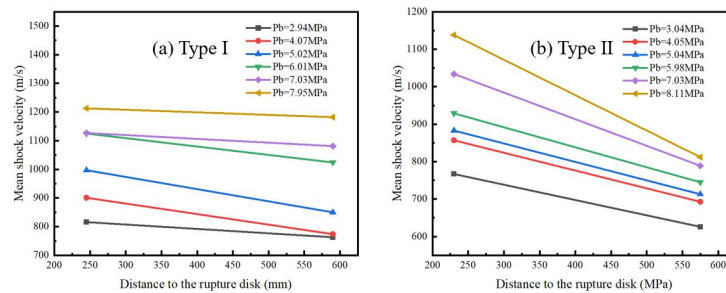 (a) Type I
Pb=2.94MPa
Pb=4.07MPa
Pb=5.02MPa
Pb=6.01MPa
Pb=7.03MPa
Pb=7.95MPa
Mean shock velocity (m/s)
1500
1400
1300
1200
1100
1000
900
800
700
200 250 300 350 400 450 500 550 600
Distance to the rupture disk (mm)
(b) Type II
Pb=3.04MPa
Pb=4.05MPa
Pb=5.04MPa
Pb=5.98MPa
Pb=7.03MPa
Pb=8.11MPa
Mean shock velocity (m/s)
1200
1100
1000
900
800
700
600
200 250 300 350 400 450 500 550 600
Distance to the rupture disk (MPa)